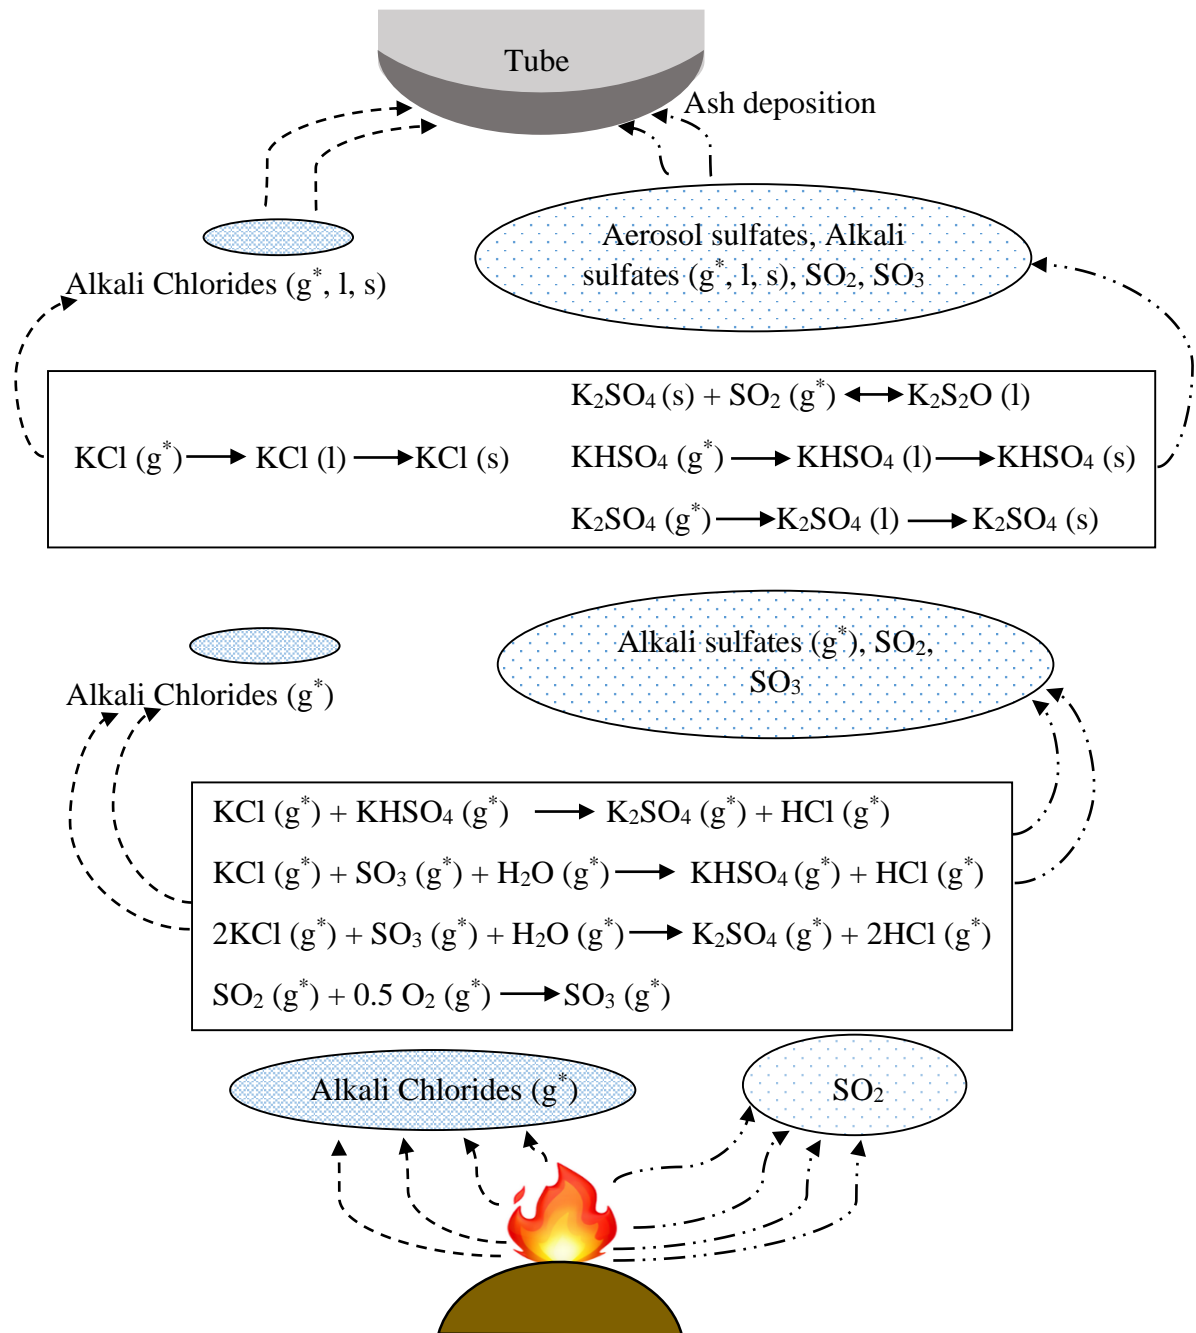 Tube
Ash deposition
Aerosol sulfates, Alkali
sulfates (g*, l, s), SO₂, SO₃
Alkali Chlorides (g*, l, s)
K₂SO₄ (s) + SO₂ (g*) ↔ K₂S₂O (l)
KCl (g*) → KCl (l) → KCl (s)
KHSO₄ (g*) → KHSO₄ (l) → KHSO₄ (s)
K₂SO₄ (g*) → K₂SO₄ (l) → K₂SO₄ (s)
Alkali sulfates (g*), SO₂,
SO₃
Alkali Chlorides (g*)
KCl (g*) + KHSO₄ (g*) → K₂SO₄ (g*) + HCl (g*)
KCl (g*) + SO₃ (g*) + H₂O (g*) → KHSO₄ (g*) + HCl (g*)
2KCl (g*) + SO₃ (g*) + H₂O (g*) → K₂SO₄ (g*) + 2HCl (g*)
SO₂ (g*) + 0.5 O₂ (g*) → SO₃ (g*)
Alkali Chlorides (g*)
SO₂